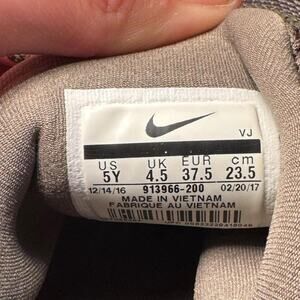 VJ
US UK EUR cm
5Y 4.5 37.5 23.5
12/14/16 913966-200 02/20/17
MADE IN VIETNAM
FABRIQUE AU VIETNAM